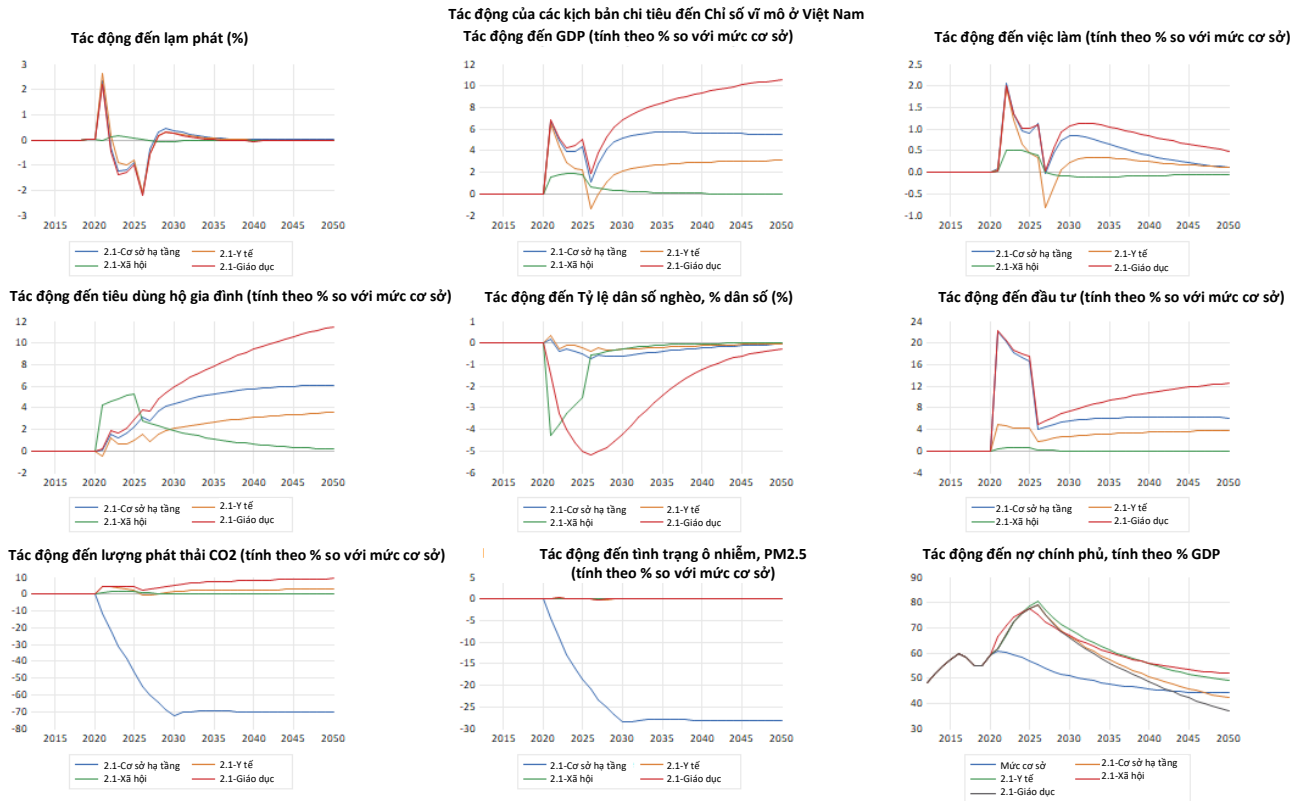 Tác động của các kịch bản chi tiêu đến Chỉ số vĩ mô ở Việt Nam
Tác động đến lạm phát (%)
3
2
1
0
-1
-2
-3
2015 2020 2025 2030 2035 2040 2045 2050
2.1-Cơ sở hạ tầng 2.1-Y tế
2.1-Xã hội 2.1-Giáo dục
Tác động đến GDP (tính theo % so với mức cơ sở)
12
10
8
6
4
2
0
-2
2015 2020 2025 2030 2035 2040 2045 2050
2.1-Cơ sở hạ tầng 2.1-Y tế
2.1-Xã hội 2.1-Giáo dục
Tác động đến việc làm (tính theo % so với mức cơ sở)
2.5
2.0
1.5
1.0
0.5
0.0
-0.5
-1.0
2015 2020 2025 2030 2035 2040 2045 2050
2.1-Cơ sở hạ tầng 2.1-Y tế
2.1-Xã hội 2.1-Giáo dục
Tác động đến tiêu dùng hộ gia đình (tính theo % so với mức cơ sở)
12
10
8
6
4
2
0
-2
2015 2020 2025 2030 2035 2040 2045 2050
2.1-Cơ sở hạ tầng 2.1-Y tế
2.1-Xã hội 2.1-Giáo dục
Tác động đến Tỷ lệ dân số nghèo, % dân số (%)
1
0
-1
-2
-3
-4
-5
-6
2015 2020 2025 2030 2035 2040 2045 2050
2.1-Cơ sở hạ tầng 2.1-Y tế
2.1-Xã hội 2.1-Giáo dục
Tác động đến đầu tư (tính theo % so với mức cơ sở)
24
20
16
12
8
4
0
-4
2015 2020 2025 2030 2035 2040 2045 2050
2.1-Cơ sở hạ tầng 2.1-Y tế
2.1-Xã hội 2.1-Giáo dục
Tác động đến lượng phát thải CO2 (tính theo % so với mức cơ sở)
10
0
-10
-20
-30
-40
-50
-60
-70
-80
2015 2020 2025 2030 2035 2040 2045 2050
2.1-Cơ sở hạ tầng 2.1-Y tế
2.1-Xã hội 2.1-Giáo dục
Tác động đến tình trạng ô nhiễm, PM2.5
(tính theo % so với mức cơ sở)
5
0
-5
-10
-15
-20
-25
-30
2015 2020 2025 2030 2035 2040 2045 2050
2.1-Cơ sở hạ tầng 2.1-Y tế
2.1-Xã hội 2.1-Giáo dục
Tác động đến nợ chính phủ, tính theo % GDP
90
80
70
60
50
40
30
2015 2020 2025 2030 2035 2040 2045 2050
Mức cơ sở 2.1-Cơ sở hạ tầng
2.1-Y tế 2.1-Xã hội
2.1-Giáo dục